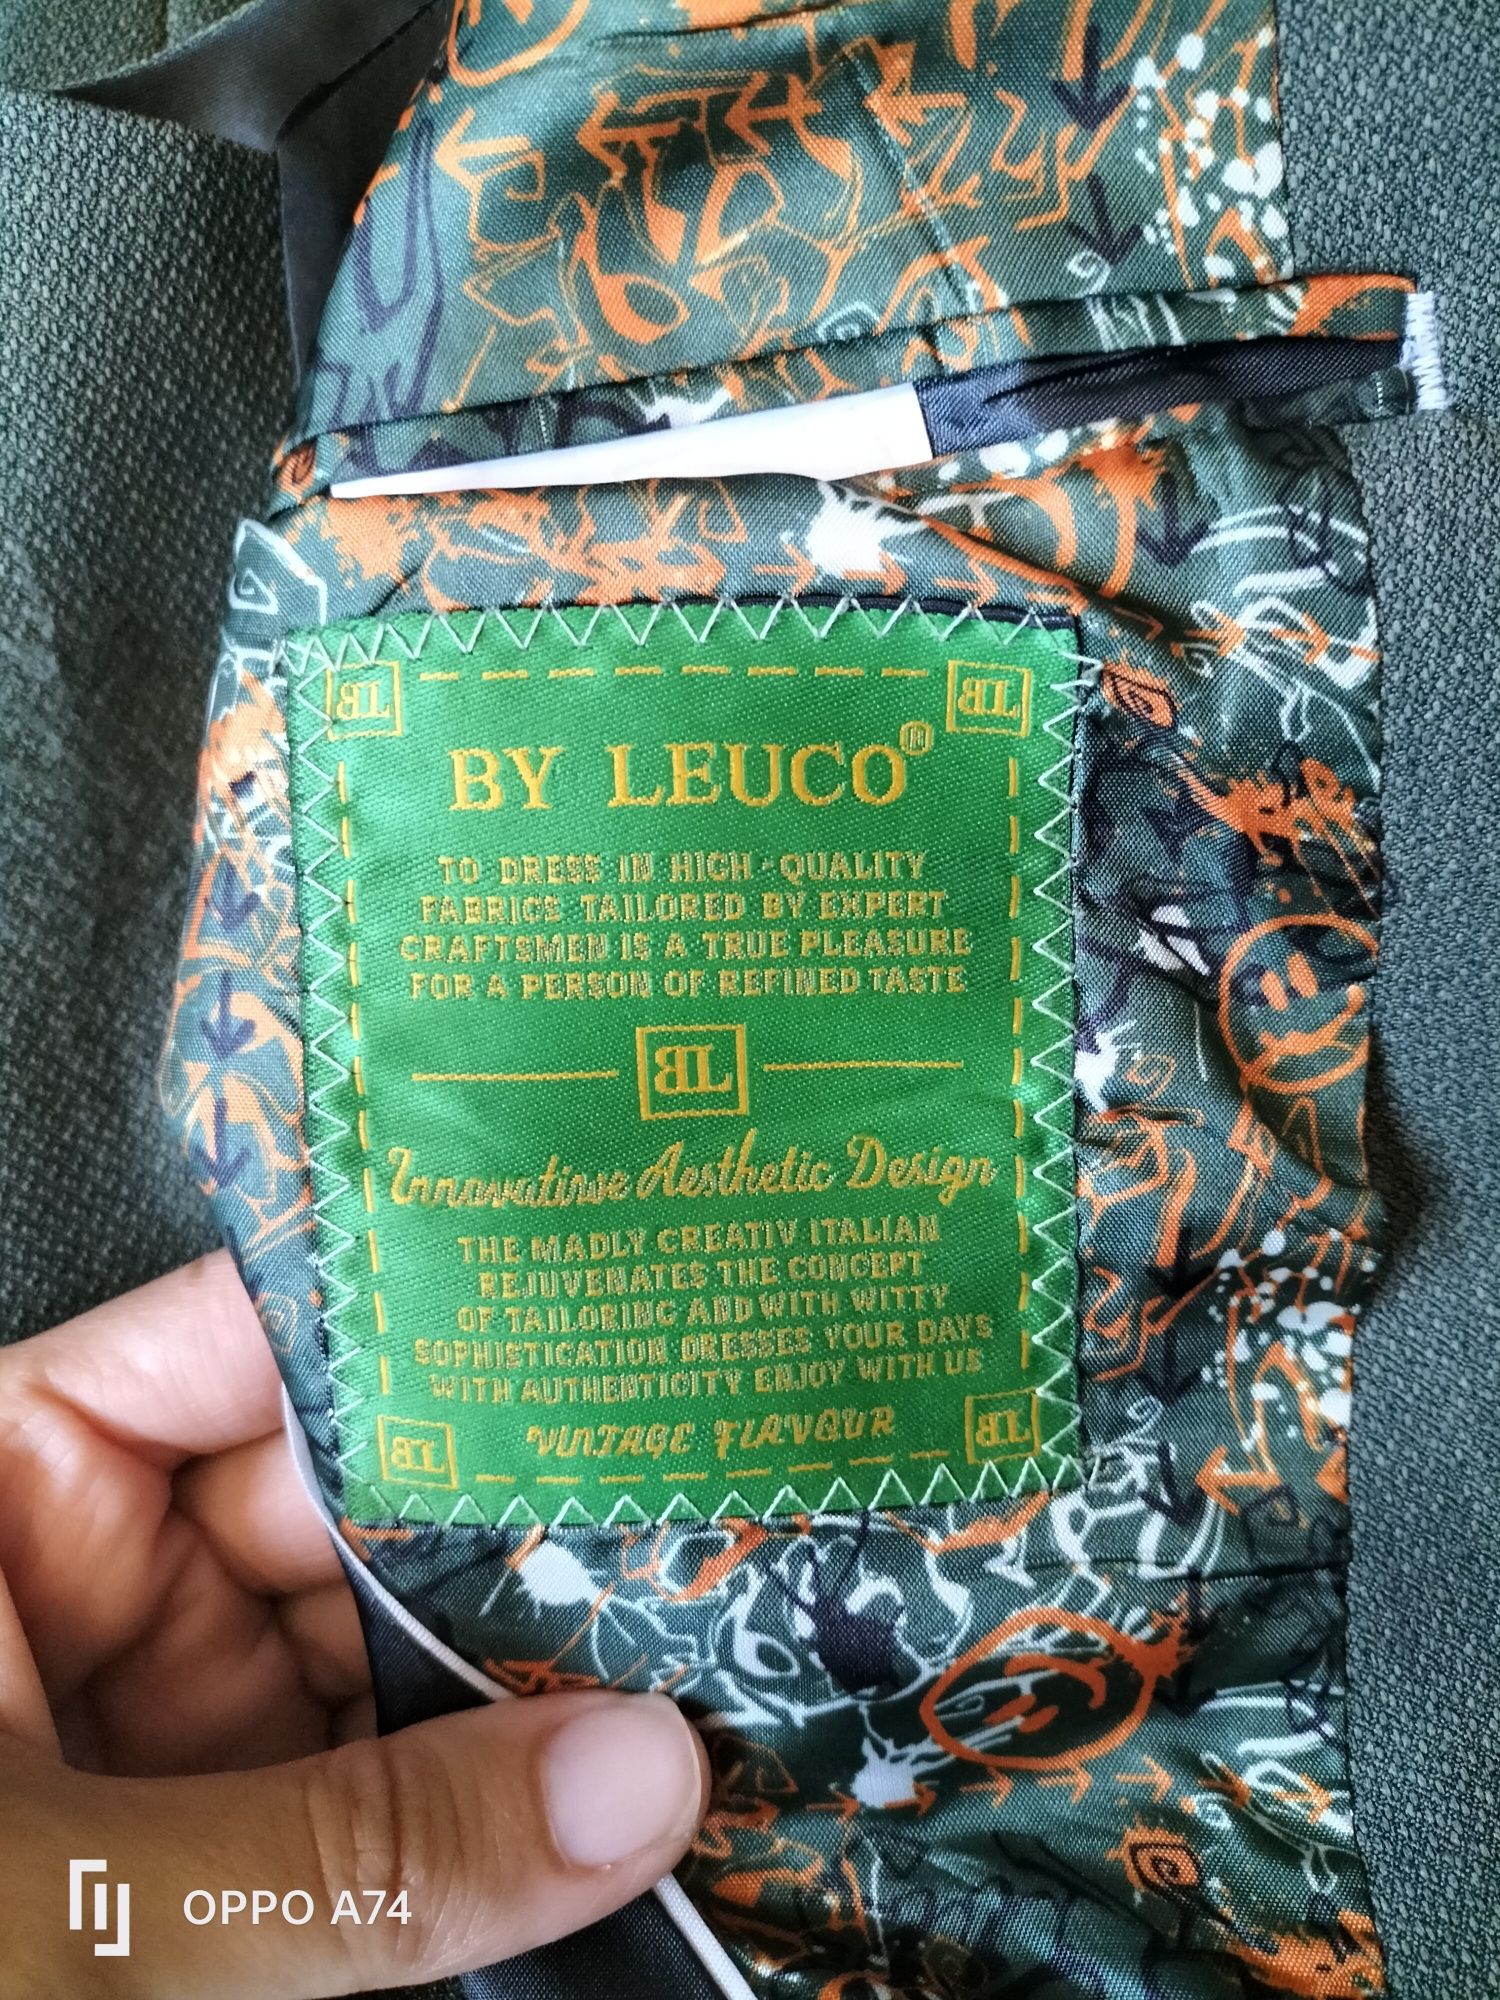 BL BL
BY LEUCO®
TO DRESS IN HIGH-QUALITY
FABRICS TAILORED BY EXPERT
CRAFTSMEN IS A TRUE PLEASURE
FOR A PERSON OF REFINED TASTE
BL
Innovative Aesthetic Design
THE MADLY CREATIV ITALIAN
REJUVENATES THE CONCEPT
OF TAILORING AND WITH WITTY
SOPHISTICATION DRESSES YOUR DAYS
WITH AUTHENTICITY ENJOY WITH US
VINTAGE FLAVOUR
BL BL
OPPO A74